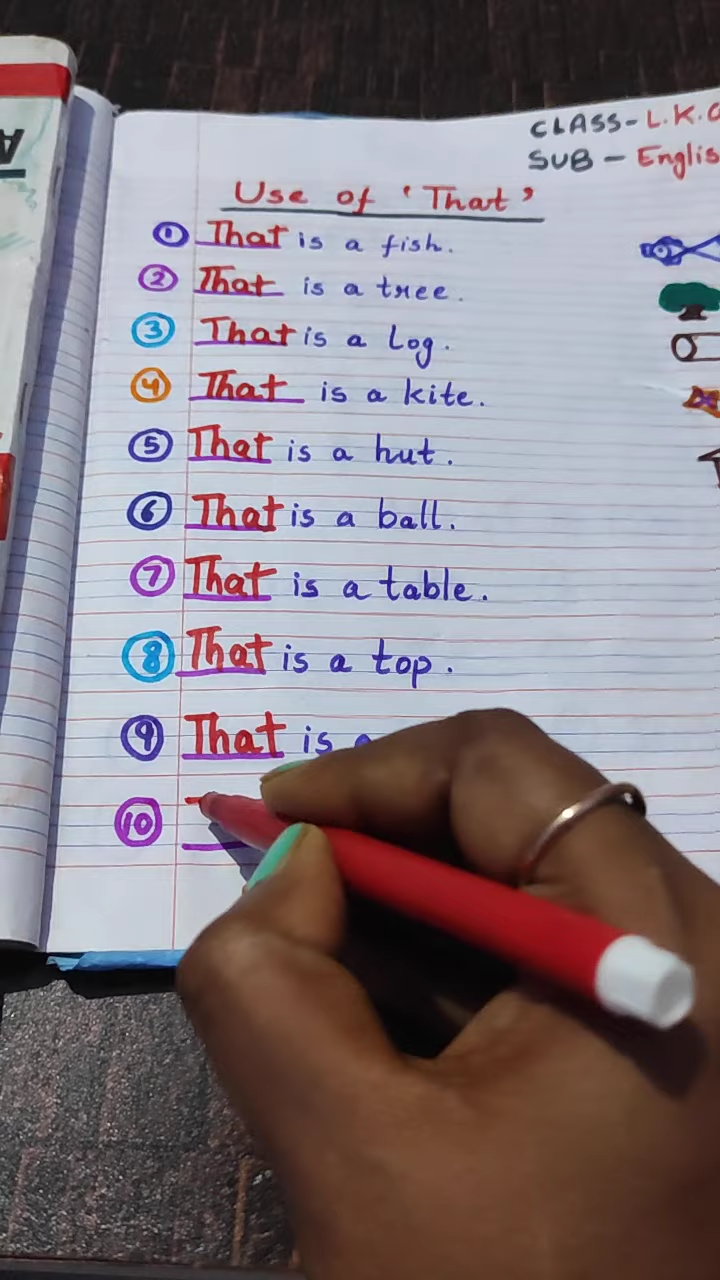 CLASS-L.K.G
SUB - Englis
Use of 'That'
① That is a fish.
② That is a tree.
③ That is a Log.
④ That is a kite.
⑤ That is a hut.
⑥ That is a ball.
⑦ That is a table.
⑧ That is a top.
⑨ That is
⑩